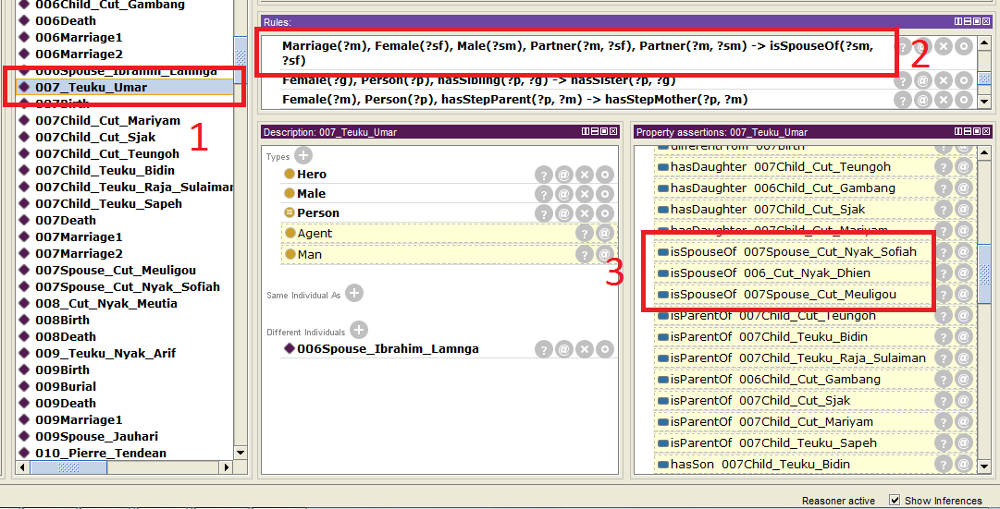 006Child_Cut_Gambang
006Death
006Marriage1
006Marriage2
006Spouse_Ibrahim_Lamnga
007_Teuku_Umar
007Birth
007Child_Cut_Mariyam
007Child_Cut_Sjak
007Child_Cut_Teungoh
007Child_Teuku_Bidin
007Child_Teuku_Raja_Sulaiman
007Child_Teuku_Sapeh
007Death
007Marriage1
007Marriage2
007Spouse_Cut_Meuligou
007Spouse_Cut_Nyak_Sofiah
008_Cut_Nyak_Meutia
008Birth
008Death
009_Teuku_Nyak_Arif
009Birth
009Burial
009Death
009Marriage1
009Spouse_Jauhari
010_Pierre_Tendean
1
Rules:
Marriage(?m), Female(?sf), Male(?sm), Partner(?m, ?sf), Partner(?m, ?sm) -> isSpouseOf(?sm,
?sf)
2
Female(?g), Person(?p), hasSibling(?p, ?g) -> hasSister(?p, ?g)
Female(?m), Person(?p), hasStepParent(?p, ?m) -> hasStepMother(?p, ?m)
Description: 007_Teuku_Umar
Types
Hero
Male
Person
Agent
Man
Same Individual As
Different Individuals
006Spouse_Ibrahim_Lamnga
3
Property assertions: 007_Teuku_Umar
differentFrom 007Birth
hasDaughter 007Child_Cut_Teungoh
hasDaughter 006Child_Cut_Gambang
hasDaughter 007Child_Cut_Sjak
hasDaughter 007Child_Cut_Mariyam
isSpouseOf 007Spouse_Cut_Nyak_Sofiah
isSpouseOf 006_Cut_Nyak_Dhien
isSpouseOf 007Spouse_Cut_Meuligou
isParentOf 007Child_Cut_Teungoh
isParentOf 007Child_Teuku_Bidin
isParentOf 007Child_Teuku_Raja_Sulaiman
isParentOf 006Child_Cut_Gambang
isParentOf 007Child_Cut_Sjak
isParentOf 007Child_Cut_Mariyam
isParentOf 007Child_Teuku_Sapeh
hasSon 007Child_Teuku_Bidin
Reasoner active
Show Inferences